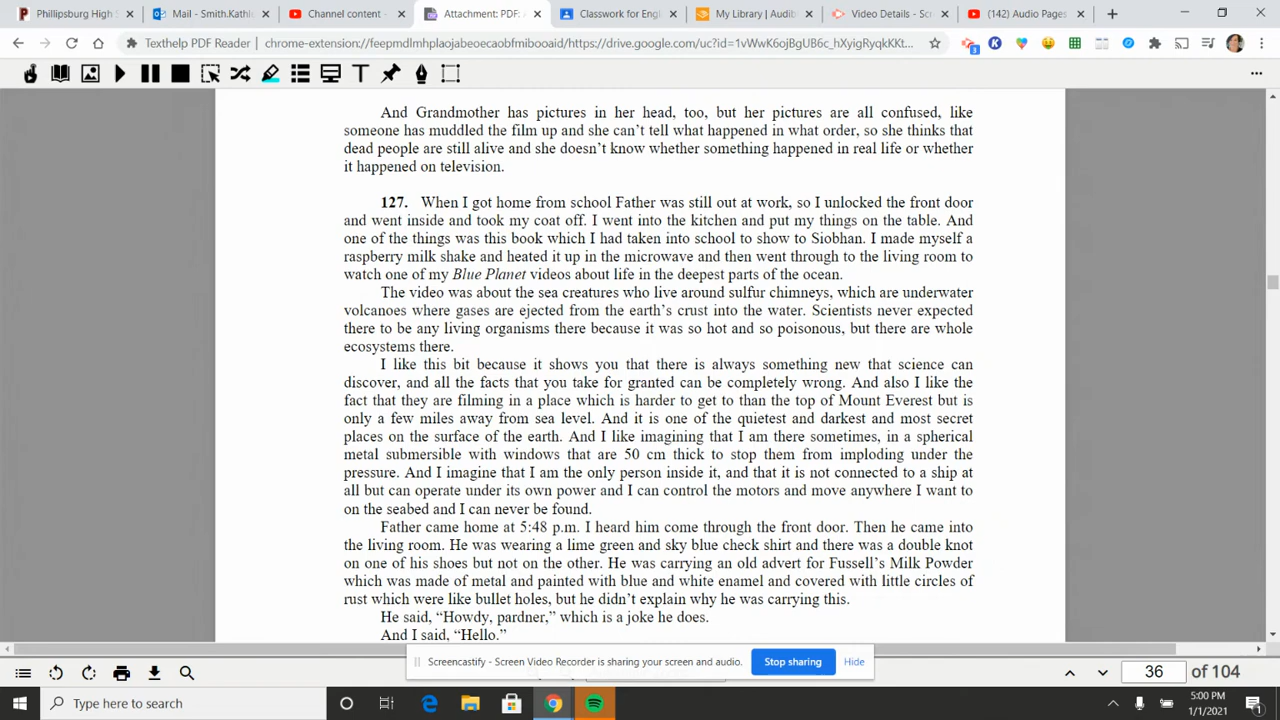 Phillipsburg High S
Mail - Smith.Kathle
Channel content -
Attachment: PDF:
Classwork for Engl
My Library | Audib
Video Details - Scr
(142) Audio Pages
Texthelp PDF Reader | chrome-extension://feepmdlmhplaojabeoecaobfmibooaid/https://drive.google.com/uc?id=1vWwK6ojBgUB6c_hXyigRyqkKKt...
And Grandmother has pictures in her head, too, but her pictures are all confused, like
someone has muddled the film up and she can't tell what happened in what order, so she thinks that
dead people are still alive and she doesn't know whether something happened in real life or whether
it happened on television.
127. When I got home from school Father was still out at work, so I unlocked the front door
and went inside and took my coat off. I went into the kitchen and put my things on the table. And
one of the things was this book which I had taken into school to show to Siobhan. I made myself a
raspberry milk shake and heated it up in the microwave and then went through to the living room to
watch one of my Blue Planet videos about life in the deepest parts of the ocean.
The video was about the sea creatures who live around sulfur chimneys, which are underwater
volcanoes where gases are ejected from the earth's crust into the water. Scientists never expected
there to be any living organisms there because it was so hot and so poisonous, but there are whole
ecosystems there.
I like this bit because it shows you that there is always something new that science can
discover, and all the facts that you take for granted can be completely wrong. And also I like the
fact that they are filming in a place which is harder to get to than the top of Mount Everest but is
only a few miles away from sea level. And it is one of the quietest and darkest and most secret
places on the surface of the earth. And I like imagining that I am there sometimes, in a spherical
metal submersible with windows that are 50 cm thick to stop them from imploding under the
pressure. And I imagine that I am the only person inside it, and that it is not connected to a ship at
all but can operate under its own power and I can control the motors and move anywhere I want to
on the seabed and I can never be found.
Father came home at 5:48 p.m. I heard him come through the front door. Then he came into
the living room. He was wearing a lime green and sky blue check shirt and there was a double knot
on one of his shoes but not on the other. He was carrying an old advert for Fussell's Milk Powder
which was made of metal and painted with blue and white enamel and covered with little circles of
rust which were like bullet holes, but he didn't explain why he was carrying this.
He said, "Howdy, pardner," which is a joke he does.
And I said, "Hello."
Screencastify - Screen Video Recorder is sharing your screen and audio.
Stop sharing
Hide
36 of 104
Type here to search
5:00 PM
1/1/2021